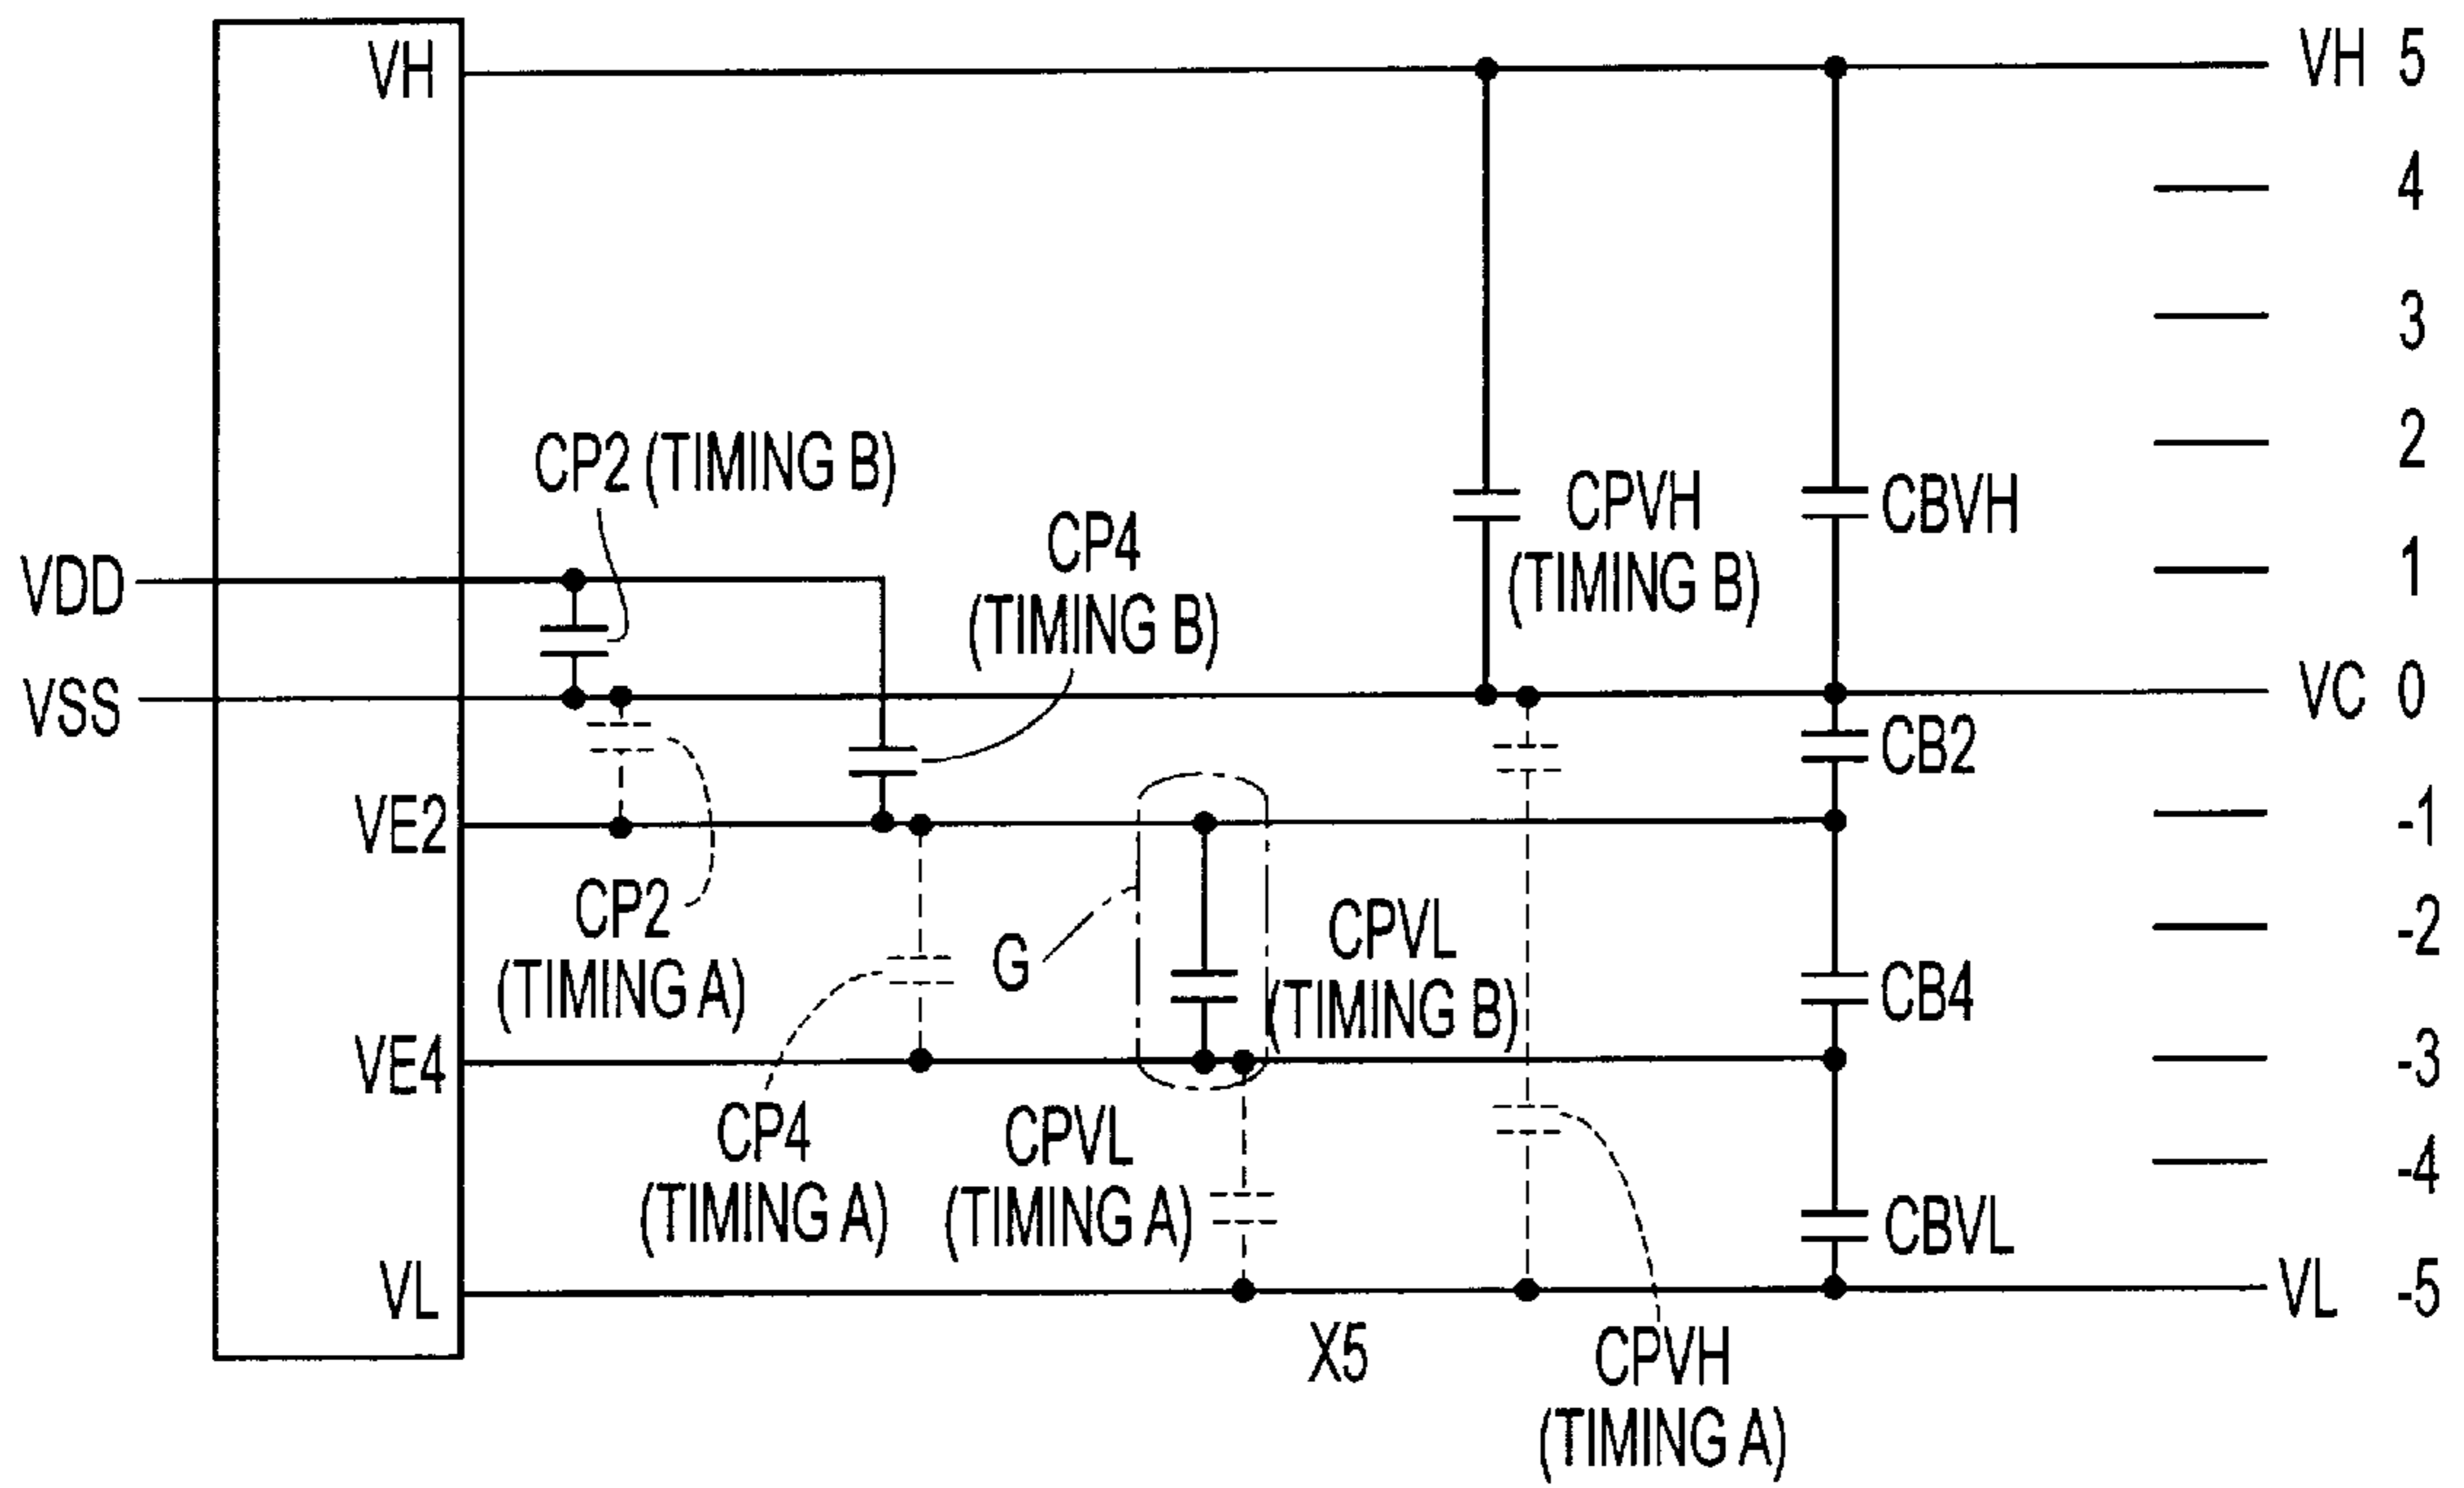 VH
VH 5
4
3
2
CP2 (TIMING B)
CPVH
(TIMING B)
CBVH
CP4
(TIMING B)
1
VDD
VSS
VC 0
CB2
VE2
-1
CP2
(TIMING A)
G
CPVL
(TIMING B)
-2
CB4
VE4
-3
CP4
(TIMING A)
CPVL
(TIMING A)
-4
CBVL
VL
VL -5
X5
CPVH
(TIMING A)